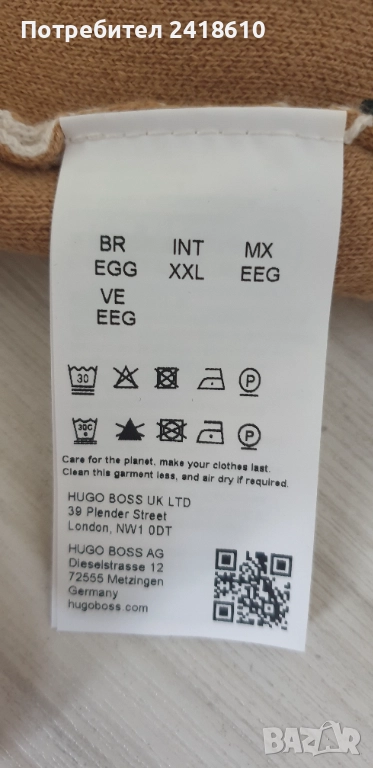 Потребител 2418610
BR INT MX
EGG XXL EEG
VE
EEG
30 P
30C P
Care for the planet, make your clothes last.
Clean this garment less, and air dry if required.
HUGO BOSS UK LTD
39 Plender Street
London, NW1 0DT
HUGO BOSS AG
Dieselstrasse 12
72555 Metzingen
Germany
hugoboss.com
BAZAR